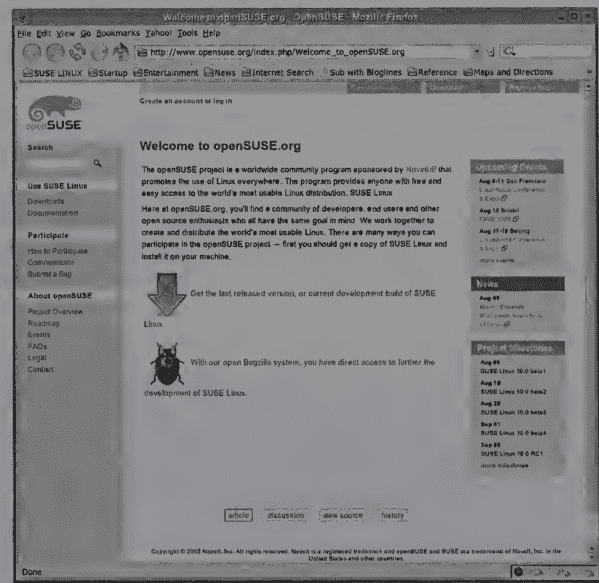 Welcome to openSUSE.org - OpenSUSE - Mozilla Firefox
File Edit View Go Bookmarks Yahoo! Tools Help
http://www.opensuse.org/index.php/Welcome_to_openSUSE.org
SUSE LINUX Startup Entertainment News Internet Search Sub with Bloglines Reference Maps and Directions
Create an account or log in
openSUSE
Search
Use SUSE Linux
Downloads
Documentation
Participate
How to Participate
Communicate
Submit a Bug
About openSUSE
Project Overview
Roadmap
Events
FAQs
Legal
Contact
Welcome to openSUSE.org
The openSUSE project is a worldwide community program sponsored by Novell that
promotes the use of Linux everywhere. The program provides anyone with free and
easy access to the world's most usable Linux distribution, SUSE Linux
Here at openSUSE.org, you'll find a community of developers, end users and other
open source enthusiasts who all have the same goal in mind. We work together to
create and distribute the world's most usable Linux. There are many ways you can
participate in the openSUSE project — first you should get a copy of SUSE Linux and
install it on your machine.
Get the last released version, or current development build of SUSE
Linux.
With our open Bugzilla system, you have direct access to further the
development of SUSE Linux.
Upcoming Events
Aug 8-11 San Francisco
Aug 12 Bristol
Aug 17-18 Beijing
more events
News
Project Milestones
SUSE Linux 10.0 beta1
Aug 18
SUSE Linux 10.0 beta2
SUSE Linux 10.0 beta3
Sep 01
SUSE Linux 10.0 beta4
SUSE Linux 10.0 RC1
more milestones
article discussion view source history
Copyright © Novell, Inc. All rights reserved. Novell is a registered trademark and openSUSE and SUSE are trademarks of Novell, Inc. in the
United States and other countries
Done